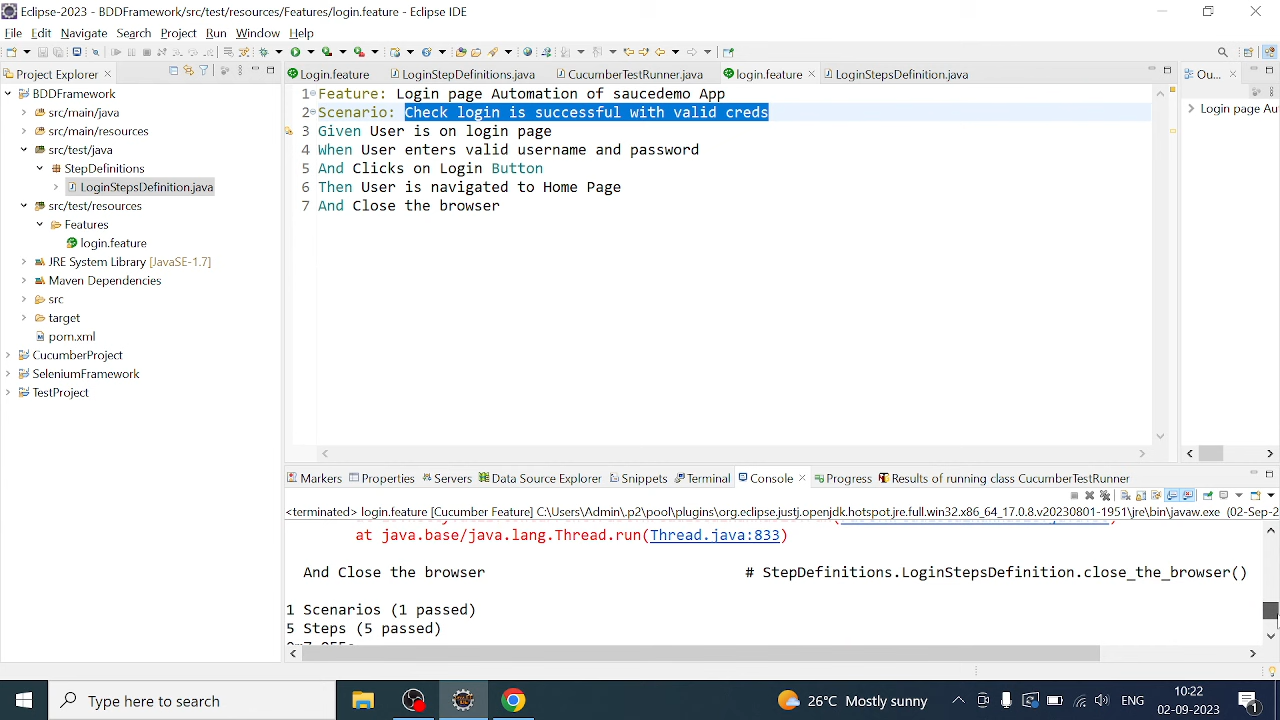 Eclipse-2023 - BDDFramework/src/test/resources/Features/login.feature - Eclipse IDE
File Edit Navigate Search Project Run Window Help
Project Explorer
Login.feature LoginStepDefinitions.java CucumberTestRunner.java login.feature LoginStepsDefinition.java
Ou...
BDDFramework
src/main/java
src/main/resources
src/test/java
StepDefinitions
LoginStepsDefinition.java
src/test/resources
Features
login.feature
JRE System Library [JavaSE-1.7]
Maven Dependencies
src
target
pom.xml
CucumberProject
SeleniumFramework
TestProject
1 Feature: Login page Automation of saucedemo App
2 Scenario: Check login is successful with valid creds
3 Given User is on login page
4 When User enters valid username and password
5 And Clicks on Login Button
6 Then User is navigated to Home Page
7 And Close the browser
Login page Au
Markers Properties Servers Data Source Explorer Snippets Terminal Console Progress Results of running class CucumberTestRunner
<terminated> login.feature [Cucumber Feature] C:\Users\Admin\.p2\pool\plugins\org.eclipse.justj.openjdk.hotspot.jre.full.win32.x86_64_17.0.8.v20230801-1951\jre\bin\javaw.exe (02-Sep-2
at java.base/java.lang.Thread.run(Thread.java:833)
And Close the browser # StepDefinitions.LoginStepsDefinition.close_the_browser()
1 Scenarios (1 passed)
5 Steps (5 passed)
Type here to search
26°C Mostly sunny
ENG
10:22
02-09-2023
1